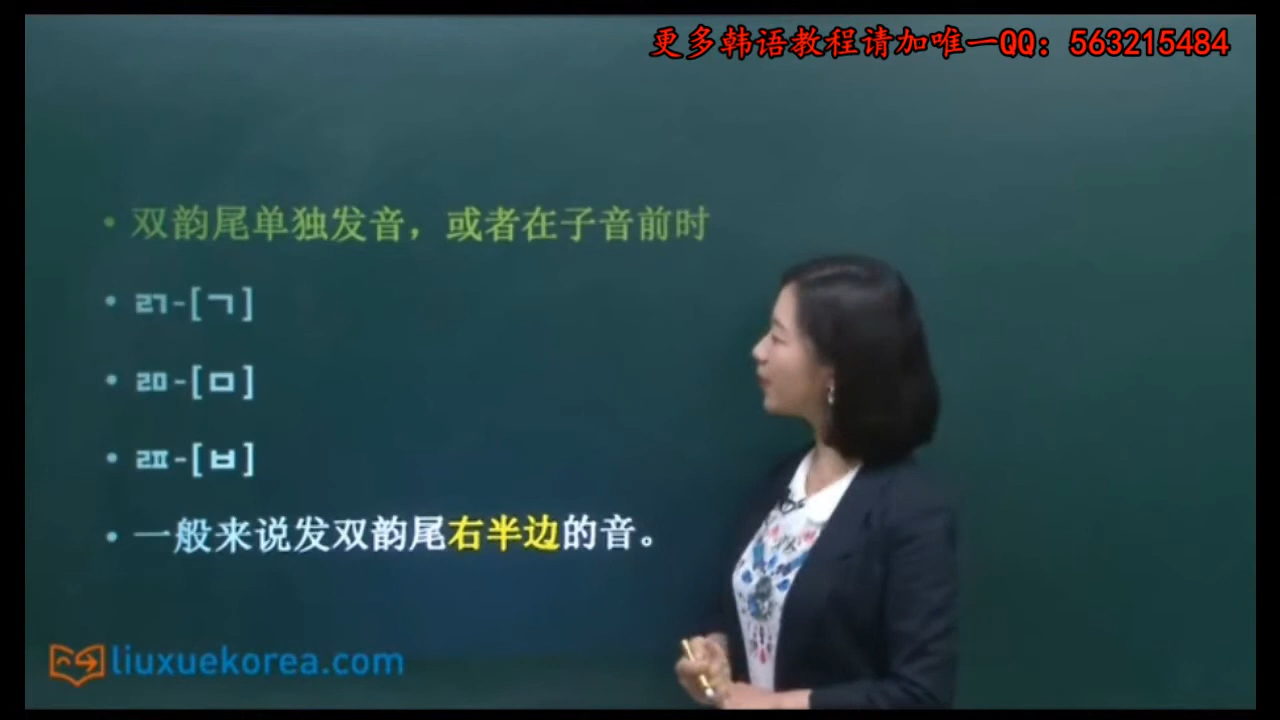 更多韩语教程请加唯一QQ：563215484
• 双韵尾单独发音，或者在子音前时
• ㄺ-[ㄱ]
• ㄻ-[ㅁ]
• ㄿ-[ㅂ]
• 一般来说发双韵尾右半边的音。
liuxuekorea.com